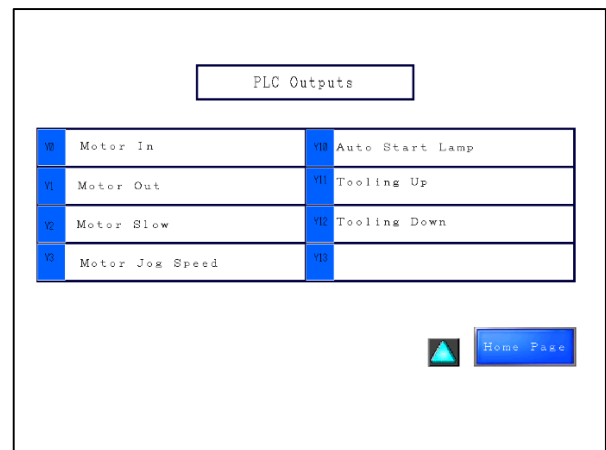 PLC Outputs
Y0 Motor In Y10 Auto Start Lamp
Y1 Motor Out Y11 Tooling Up
Y2 Motor Slow Y12 Tooling Down
Y3 Motor Jog Speed Y13
Home Page